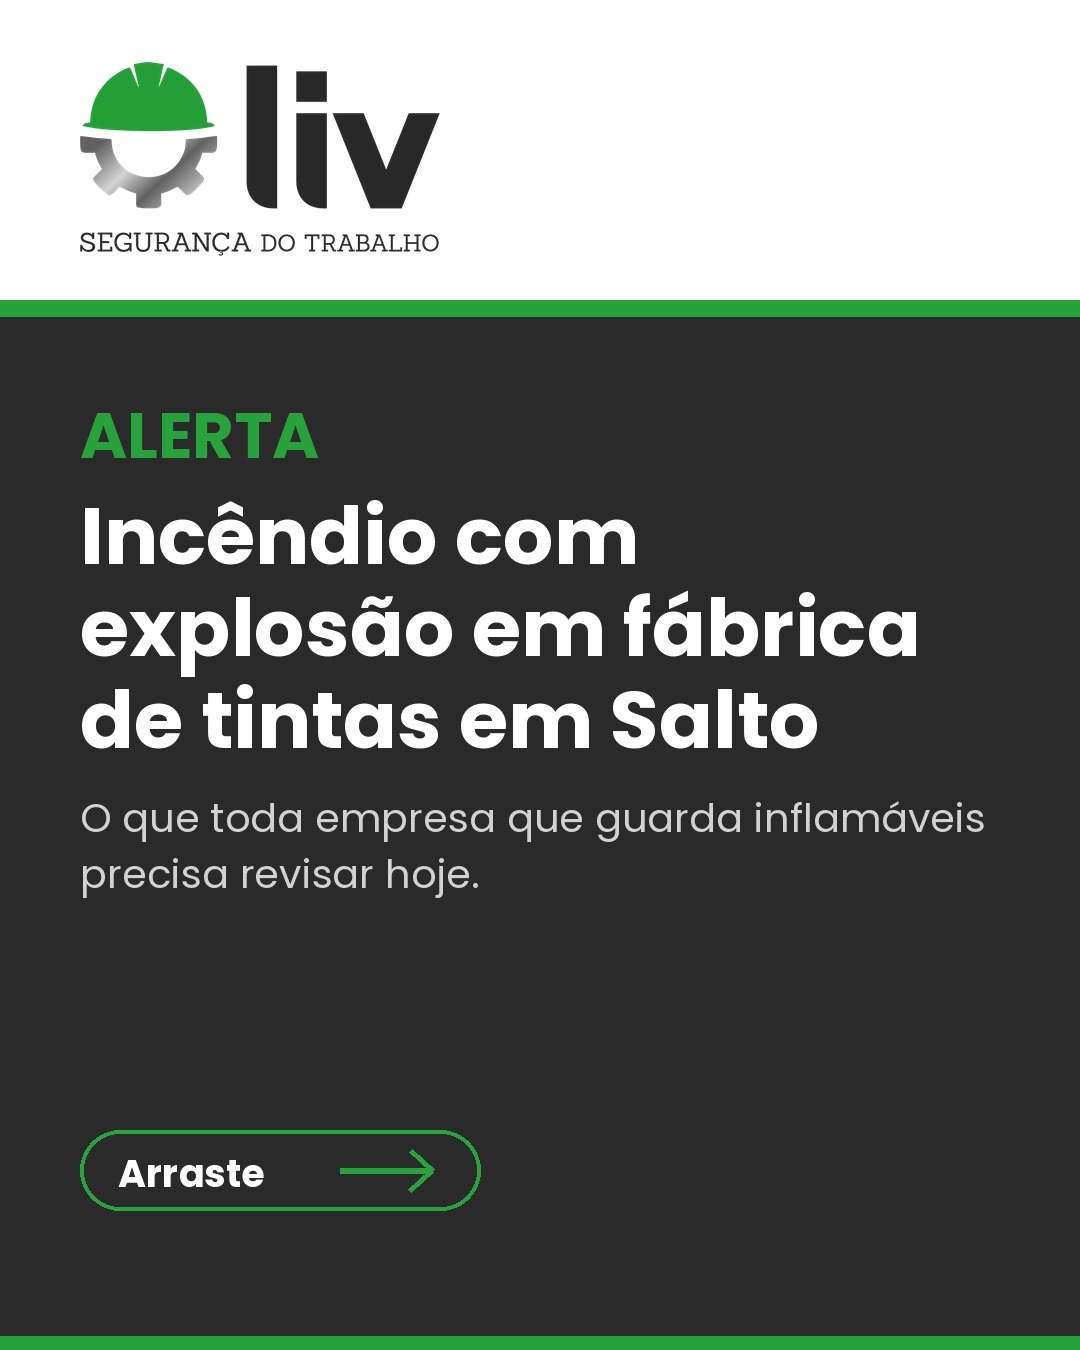 liv
SEGURANÇA DO TRABALHO
ALERTA
Incêndio com
explosão em fábrica
de tintas em Salto
O que toda empresa que guarda inflamáveis
precisa revisar hoje.
Arraste